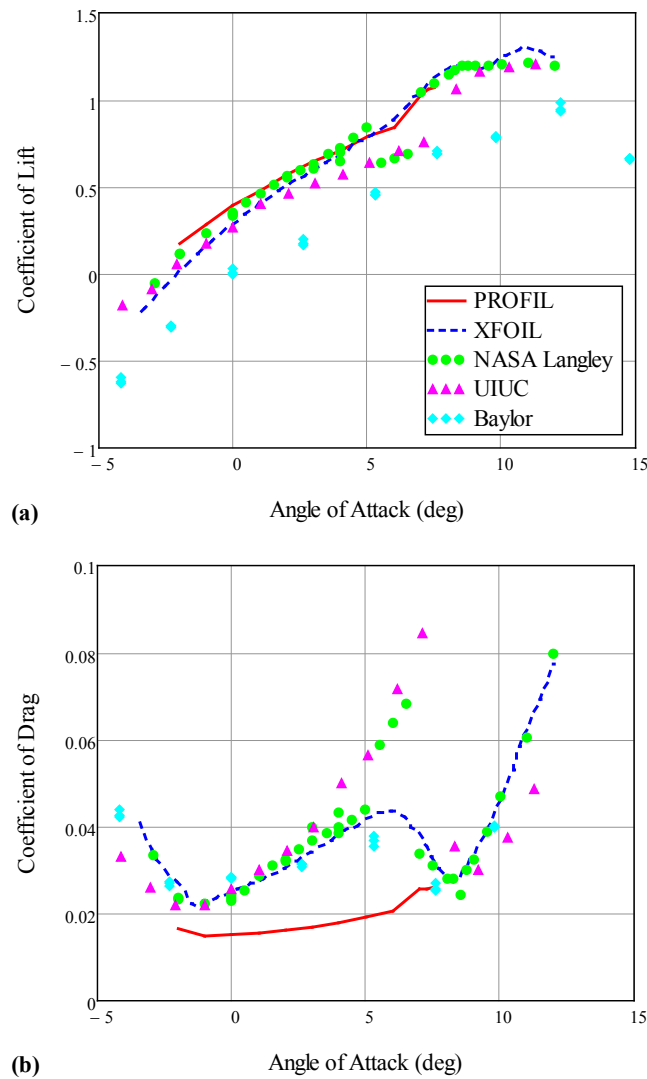 1.5
1
0.5
0
− 0.5
− 1
− 5
0
5
10
15
Coefficient of Lift
PROFIL
XFOIL
NASA Langley
UIUC
Baylor
(a)
Angle of Attack (deg)
0.1
0.08
0.06
0.04
0.02
0
− 5
0
5
10
15
Coefficient of Drag
(b)
Angle of Attack (deg)